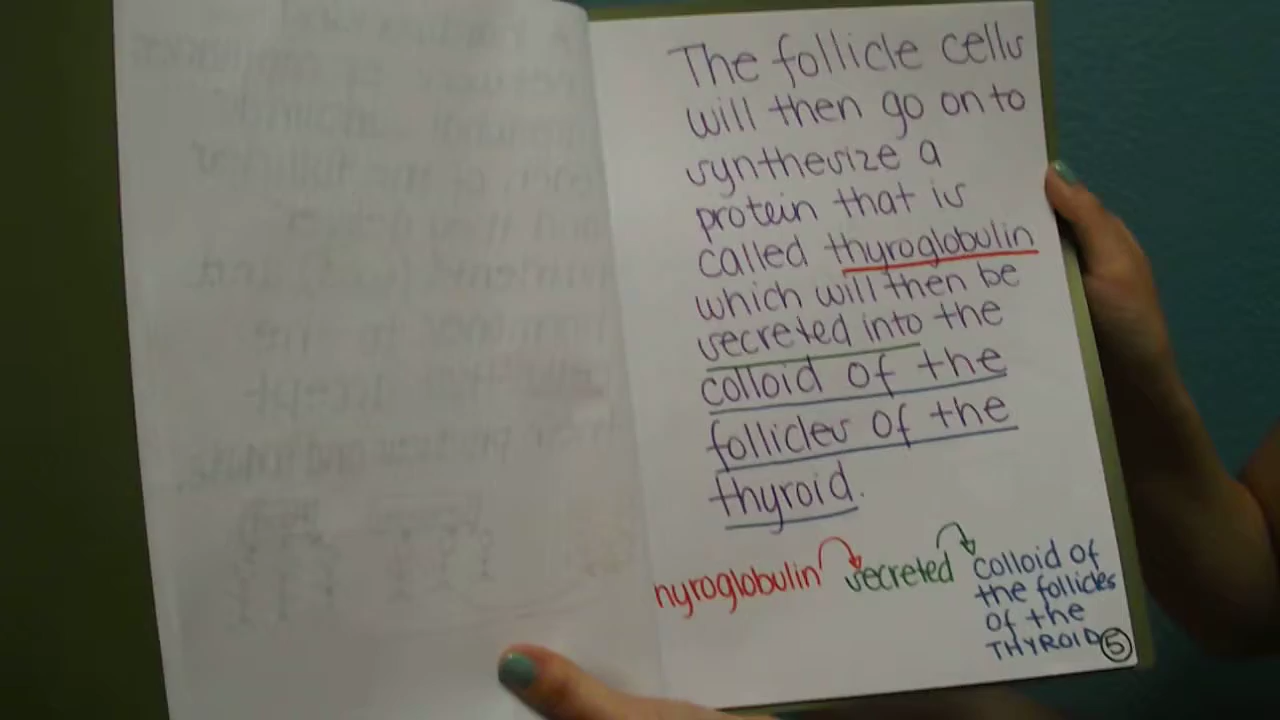 The follicle cells
will then go on to
synthesize a
protein that is
called thyroglobulin
which will then be
secreted into the
colloid of the
follicles of the
thyroid.
hyroglobulin secreted colloid of
the follicles
of the
THYROID 5